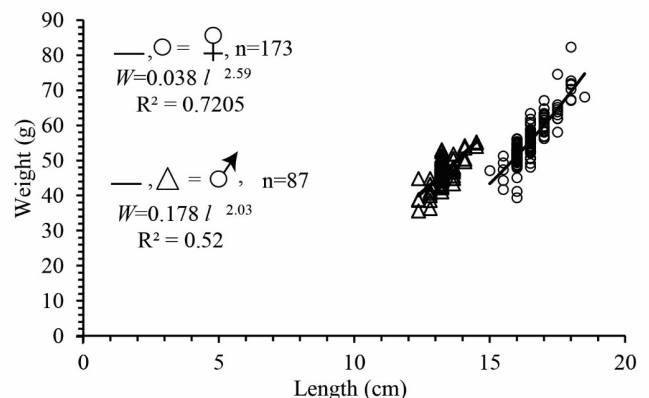 90
80
70
60
50
40
30
20
10
0
Weight (g)
—,○ = ♀, n=173
W=0.038 l 2.59
R² = 0.7205
—,△ = ♂, n=87
W=0.178 l 2.03
R² = 0.52
0 5 10 15 20
Length (cm)